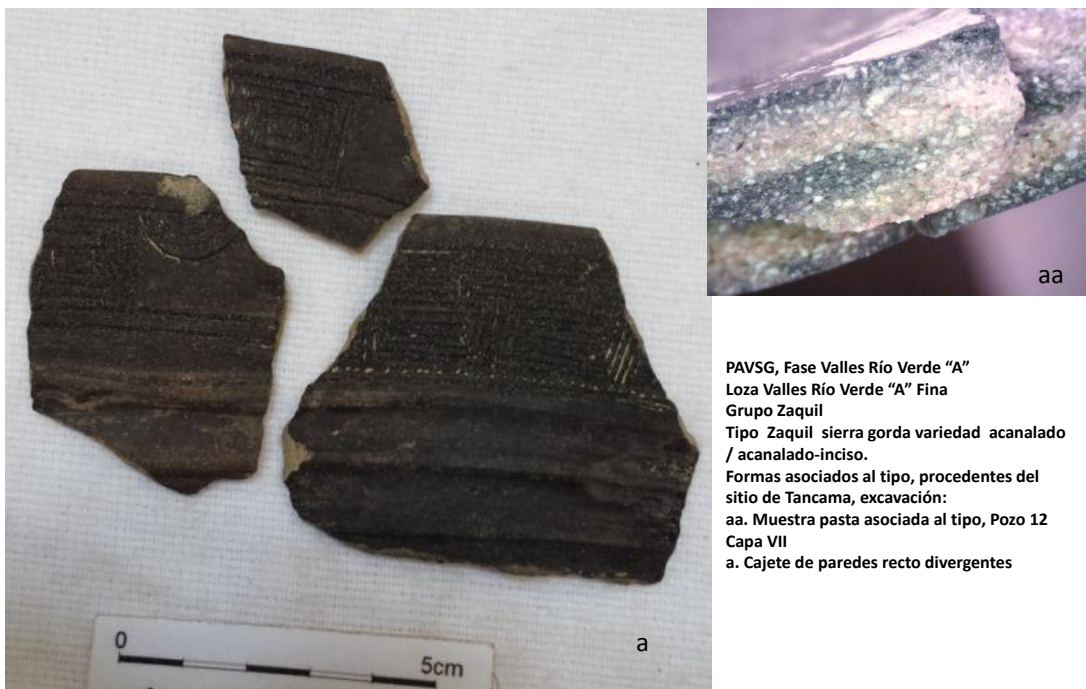 aa
PAVSG, Fase Valles Río Verde “A”
Loza Valles Río Verde “A” Fina
Grupo Zaquil
Tipo Zaquil sierra gorda variedad acanalado
/ acanalado-inciso.
Formas asociados al tipo, procedentes del
sitio de Tancama, excavación:
aa. Muestra pasta asociada al tipo, Pozo 12
Capa VII
a. Cajete de paredes recto divergentes
a
0
5cm